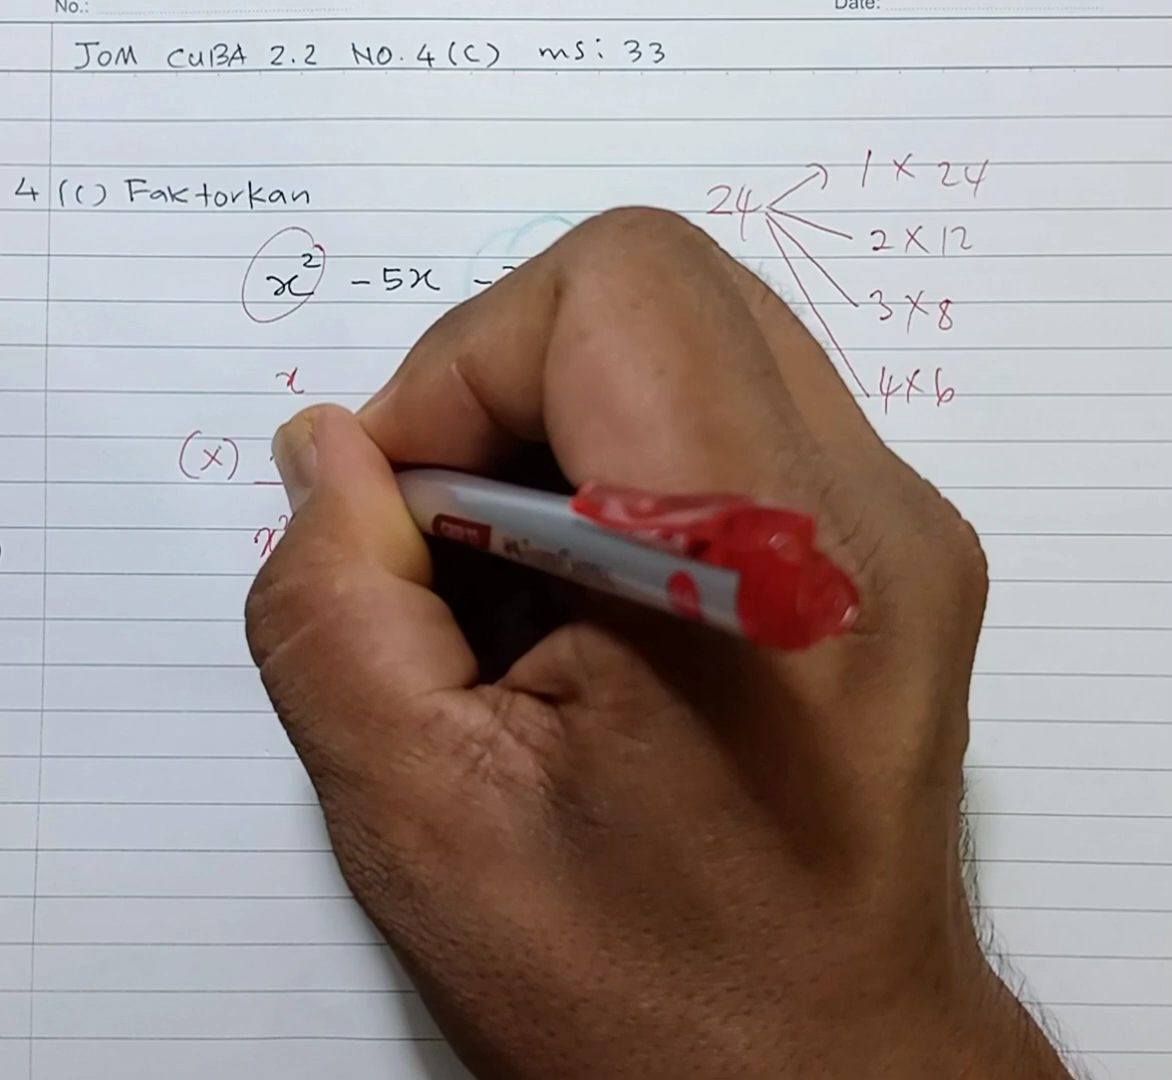 No.:
Date:
JOM CUBA 2.2 NO. 4 (C) ms: 33
4 (C) Faktorkan
x² - 5x -
24
1 X 24
2 X 12
3 X 8
4 X 6
x
(x)
x²